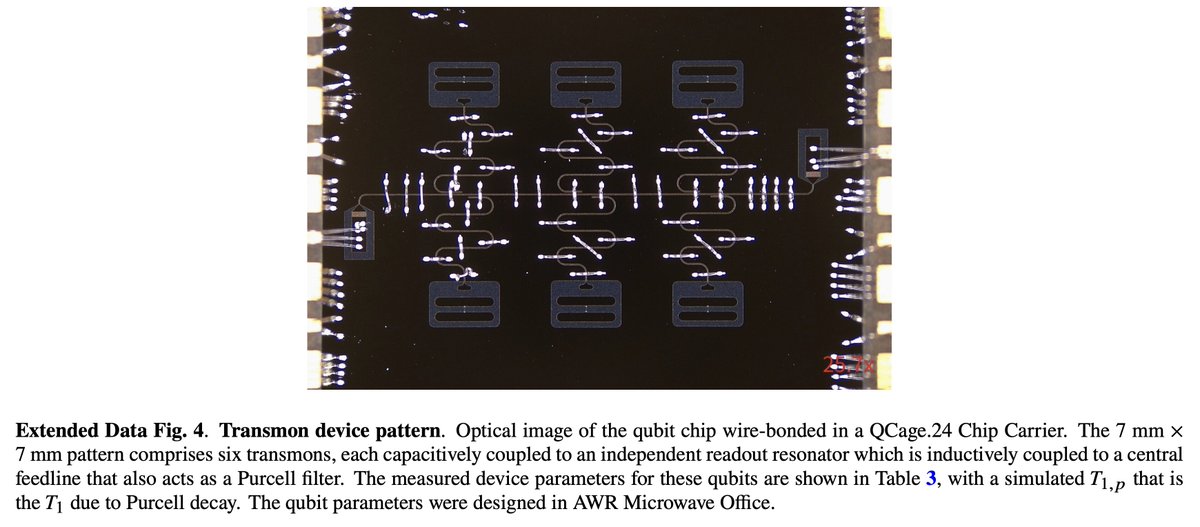 25.7x
Extended Data Fig. 4. Transmon device pattern. Optical image of the qubit chip wire-bonded in a QCage.24 Chip Carrier. The 7 mm ×
7 mm pattern comprises six transmons, each capacitively coupled to an independent readout resonator which is inductively coupled to a central
feedline that also acts as a Purcell filter. The measured device parameters for these qubits are shown in Table 3, with a simulated T1,p that is
the T1 due to Purcell decay. The qubit parameters were designed in AWR Microwave Office.